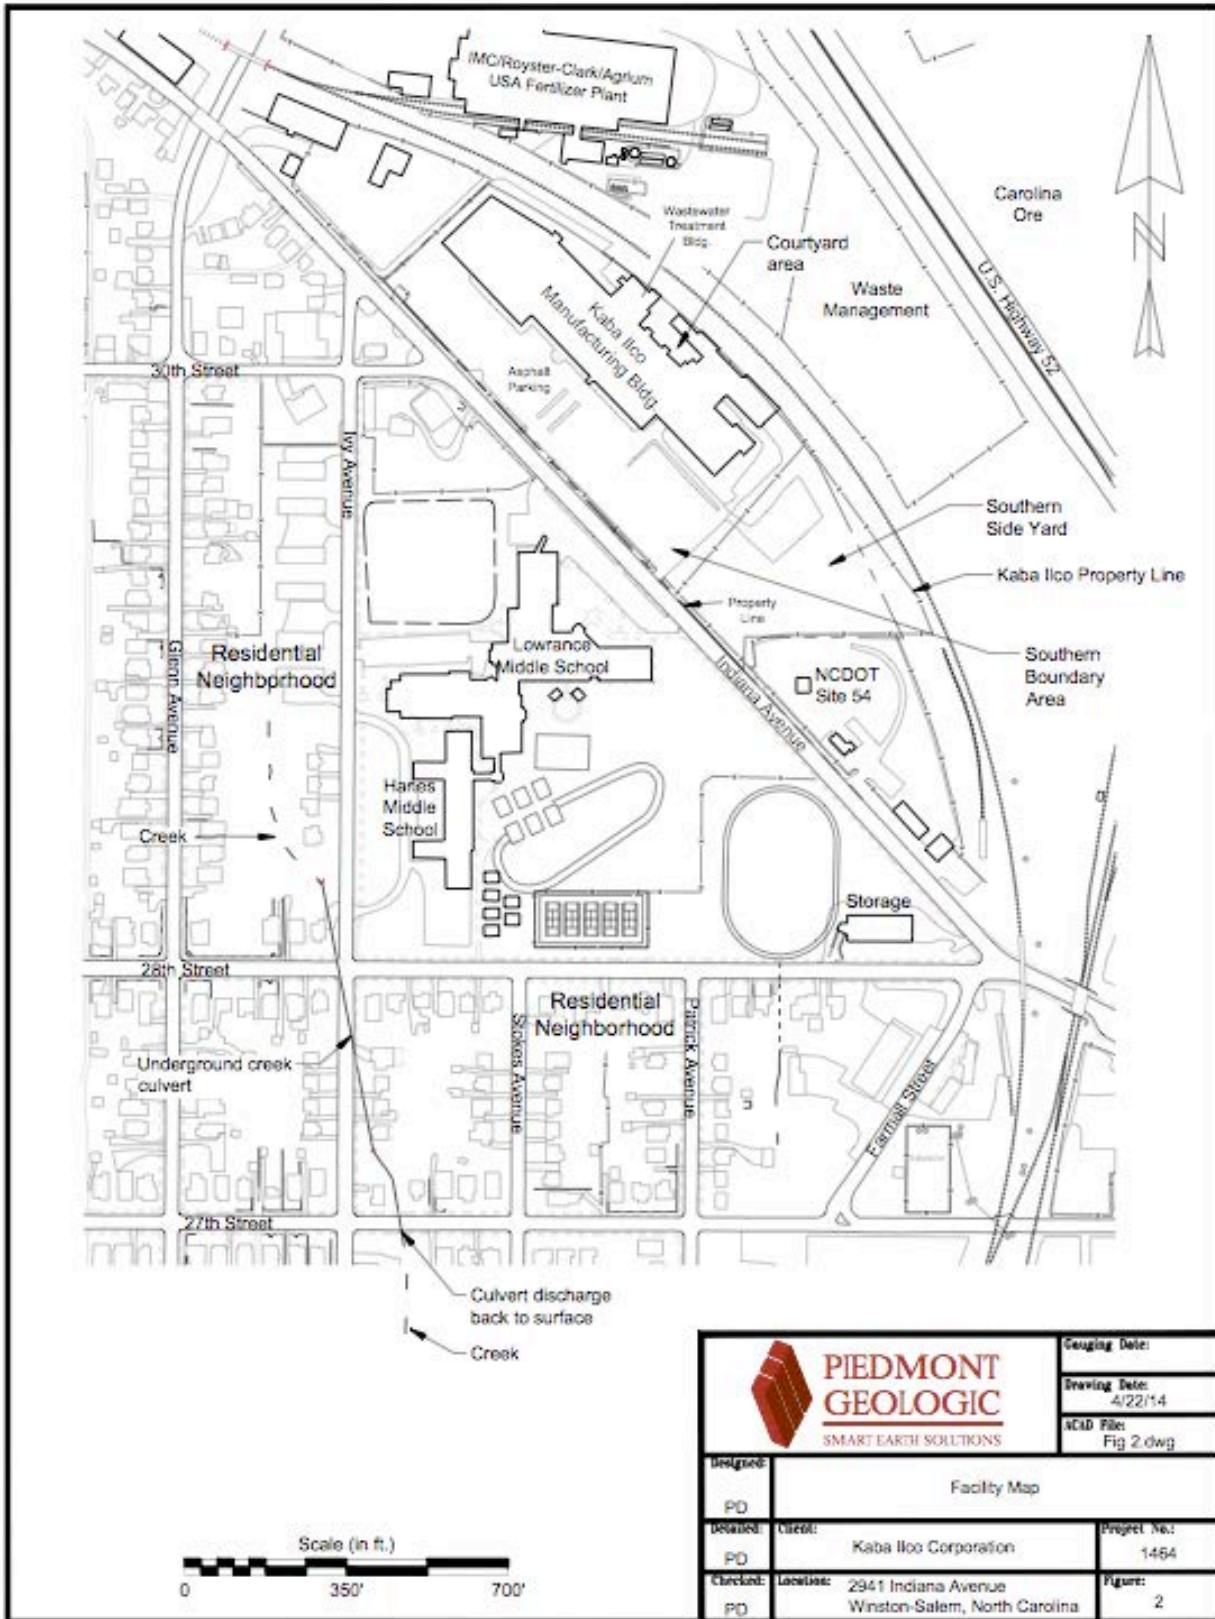 IMC/Royster-Clark/Agrium
USA Fertilizer Plant
Carolina
Ore
U.S. Highway 52
Wastewater
Treatment
Bldg.
Courtyard
area
Waste
Management
Kaba Ilco
Manufacturing Bldg
Asphalt
Parking
30th Street
Ivy Avenue
Southern
Side Yard
Kaba Ilco Property Line
Property
Line
Southern
Boundary
Area
Glenn Avenue
Residential
Neighborhood
Lowrance
Middle School
Indiana Avenue
NCDOT
Site 54
Hanes
Middle
School
Creek
Storage
28th Street
Residential
Neighborhood
Stokes Avenue
Patrick Avenue
Farmall Street
Underground creek
culvert
27th Street
Culvert discharge
back to surface
Creek
PIEDMONT
GEOLOGIC
SMART EARTH SOLUTIONS
Gauging Date:
Drawing Date:
4/22/14
ACAD File:
Fig 2.dwg
Designed:
PD
Facility Map
Detailed:
PD
Client:
Kaba Ilco Corporation
Project No.:
1464
Checked:
PD
Location:
2941 Indiana Avenue
Winston-Salem, North Carolina
Figure:
2
Scale (in ft.)
0 350' 700'
N